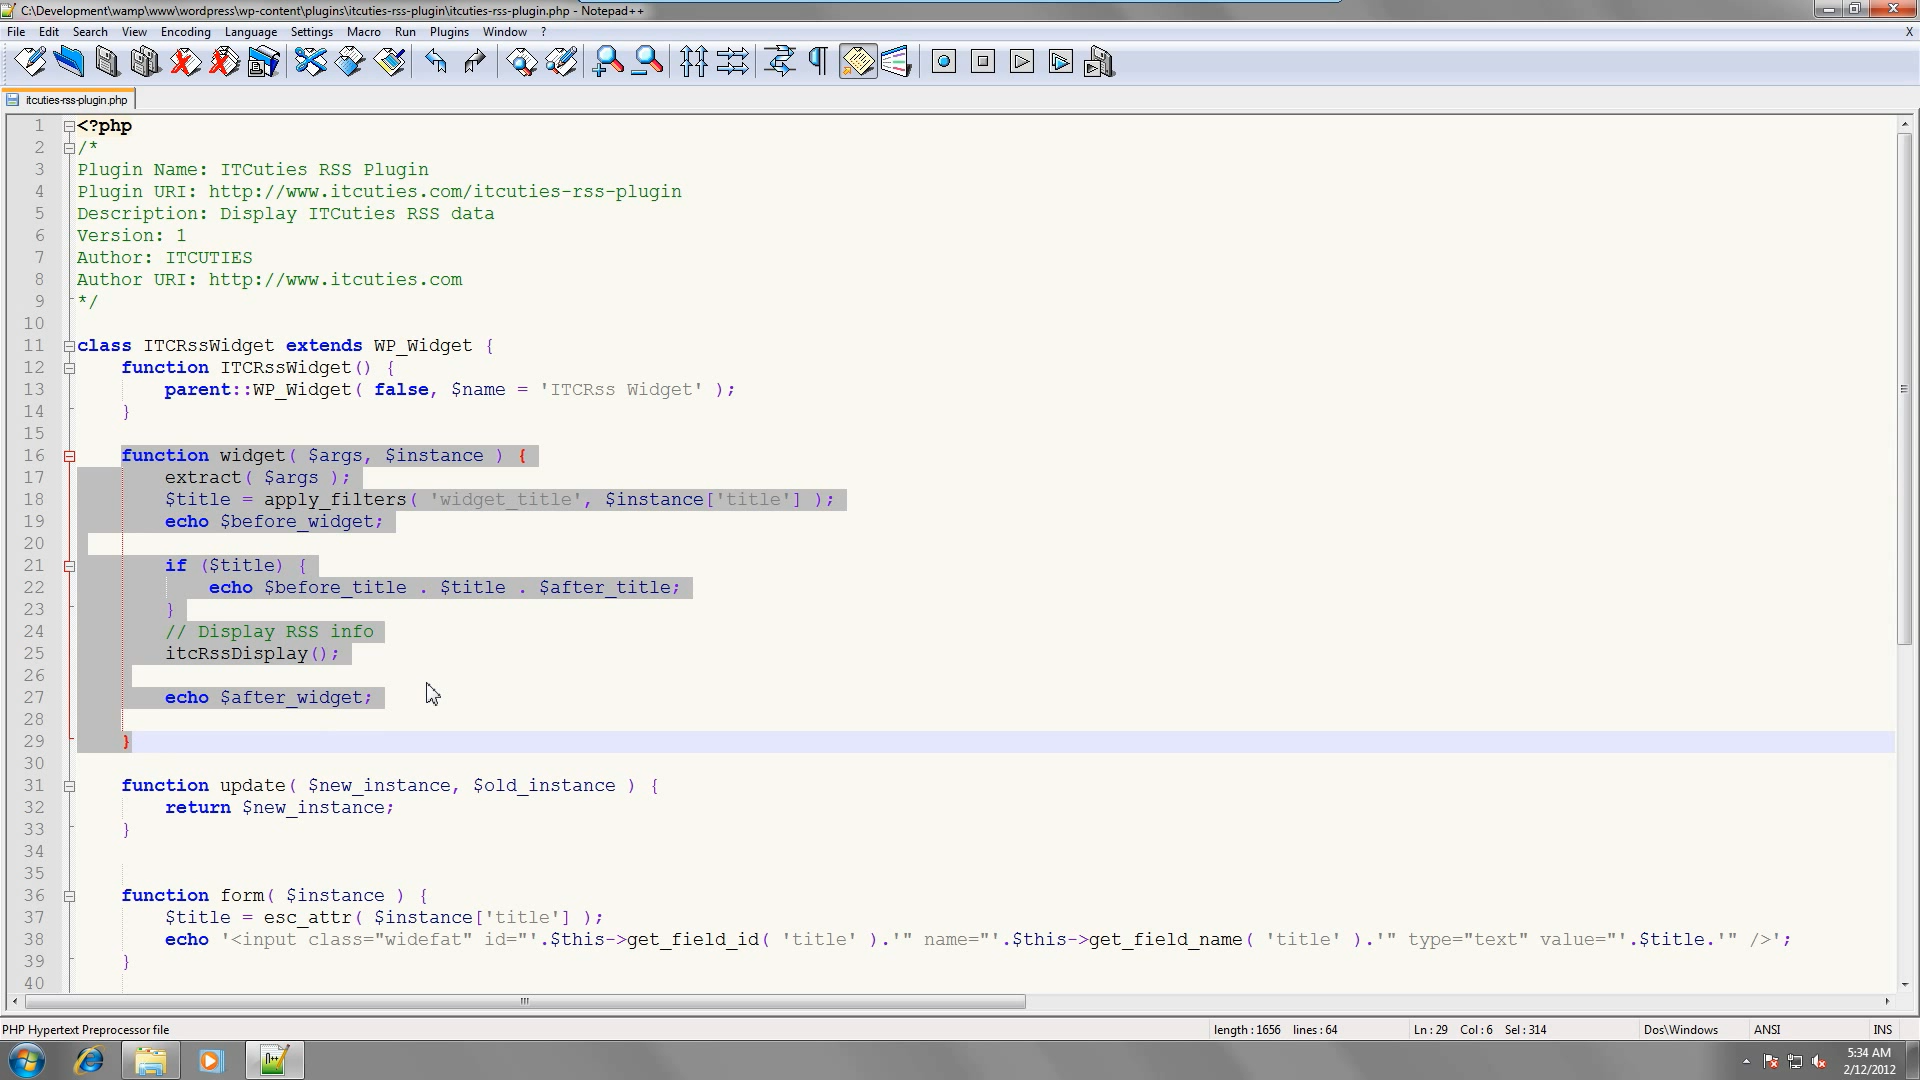 C:\Development\wamp\www\wordpress\wp-content\plugins\itcuties-rss-plugin\itcuties-rss-plugin.php - Notepad++
File Edit Search View Encoding Language Settings Macro Run Plugins Window ? X
itcuties-rss-plugin.php
1 <?php
2 /*
3 Plugin Name: ITCuties RSS Plugin
4 Plugin URI: http://www.itcuties.com/itcuties-rss-plugin
5 Description: Display ITCuties RSS data
6 Version: 1
7 Author: ITCUTIES
8 Author URI: http://www.itcuties.com
9 */
10
11 class ITCRssWidget extends WP_Widget {
12 function ITCRssWidget() {
13 parent::WP_Widget( false, $name = 'ITCRss Widget' );
14 }
15
16 function widget( $args, $instance ) {
17 extract( $args );
18 $title = apply_filters( 'widget_title', $instance['title'] );
19 echo $before_widget;
20
21 if ($title) {
22 echo $before_title . $title . $after_title;
23 }
24 // Display RSS info
25 itcRssDisplay();
26
27 echo $after_widget;
28
29 }
30
31 function update( $new_instance, $old_instance ) {
32 return $new_instance;
33 }
34
35
36 function form( $instance ) {
37 $title = esc_attr( $instance['title'] );
38 echo '<input class="widefat" id="'.$this->get_field_id( 'title' ).'" name="'.$this->get_field_name( 'title' ).'" type="text" value="'.$title.'" />';
39 }
40
PHP Hypertext Preprocessor file length : 1656 lines : 64 Ln : 29 Col : 6 Sel : 314 Dos\Windows ANSI INS
5:34 AM
2/12/2012